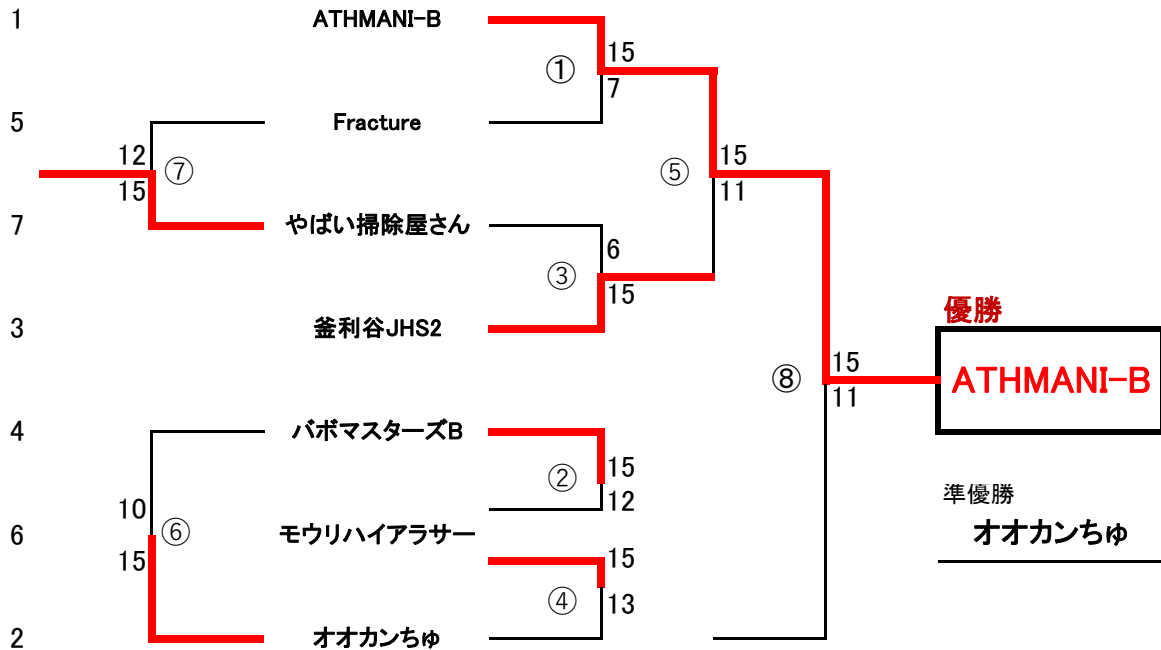 1
ATHMANI-B
15
①
7
5
Fracture
12
⑦
15
⑤
15
11
7
やばい掃除屋さん
6
③
15
3
釜利谷JHS2
優勝
15
⑧
ATHMANI-B
11
4
バボマスターズB
15
②
12
準優勝
10
⑥
6
モウリハイアラサー
オオカンちゅ
15
15
④
13
2
オオカンちゅ